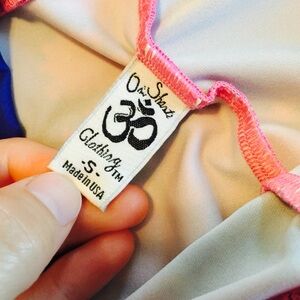 Om Shanti
ॐ
Clothing
-S- TM
Made in USA